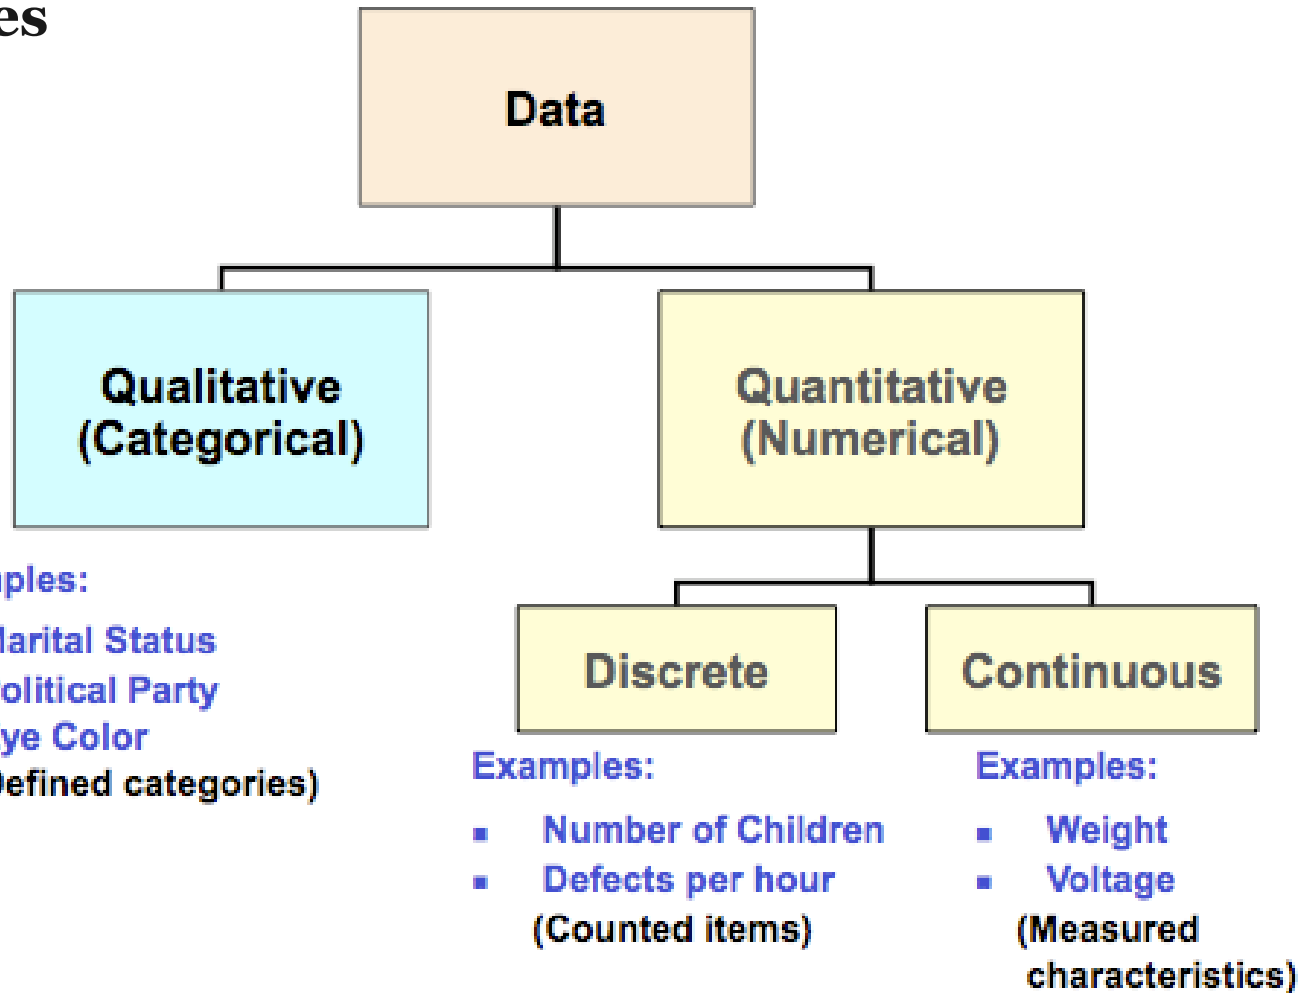 es
Data
Qualitative
(Categorical)
Quantitative
(Numerical)
ples:
arital Status
olitical Party
ye Color
efined categories)
Discrete
Continuous
Examples:
▪ Number of Children
▪ Defects per hour
(Counted items)
Examples:
▪ Weight
▪ Voltage
(Measured
characteristics)